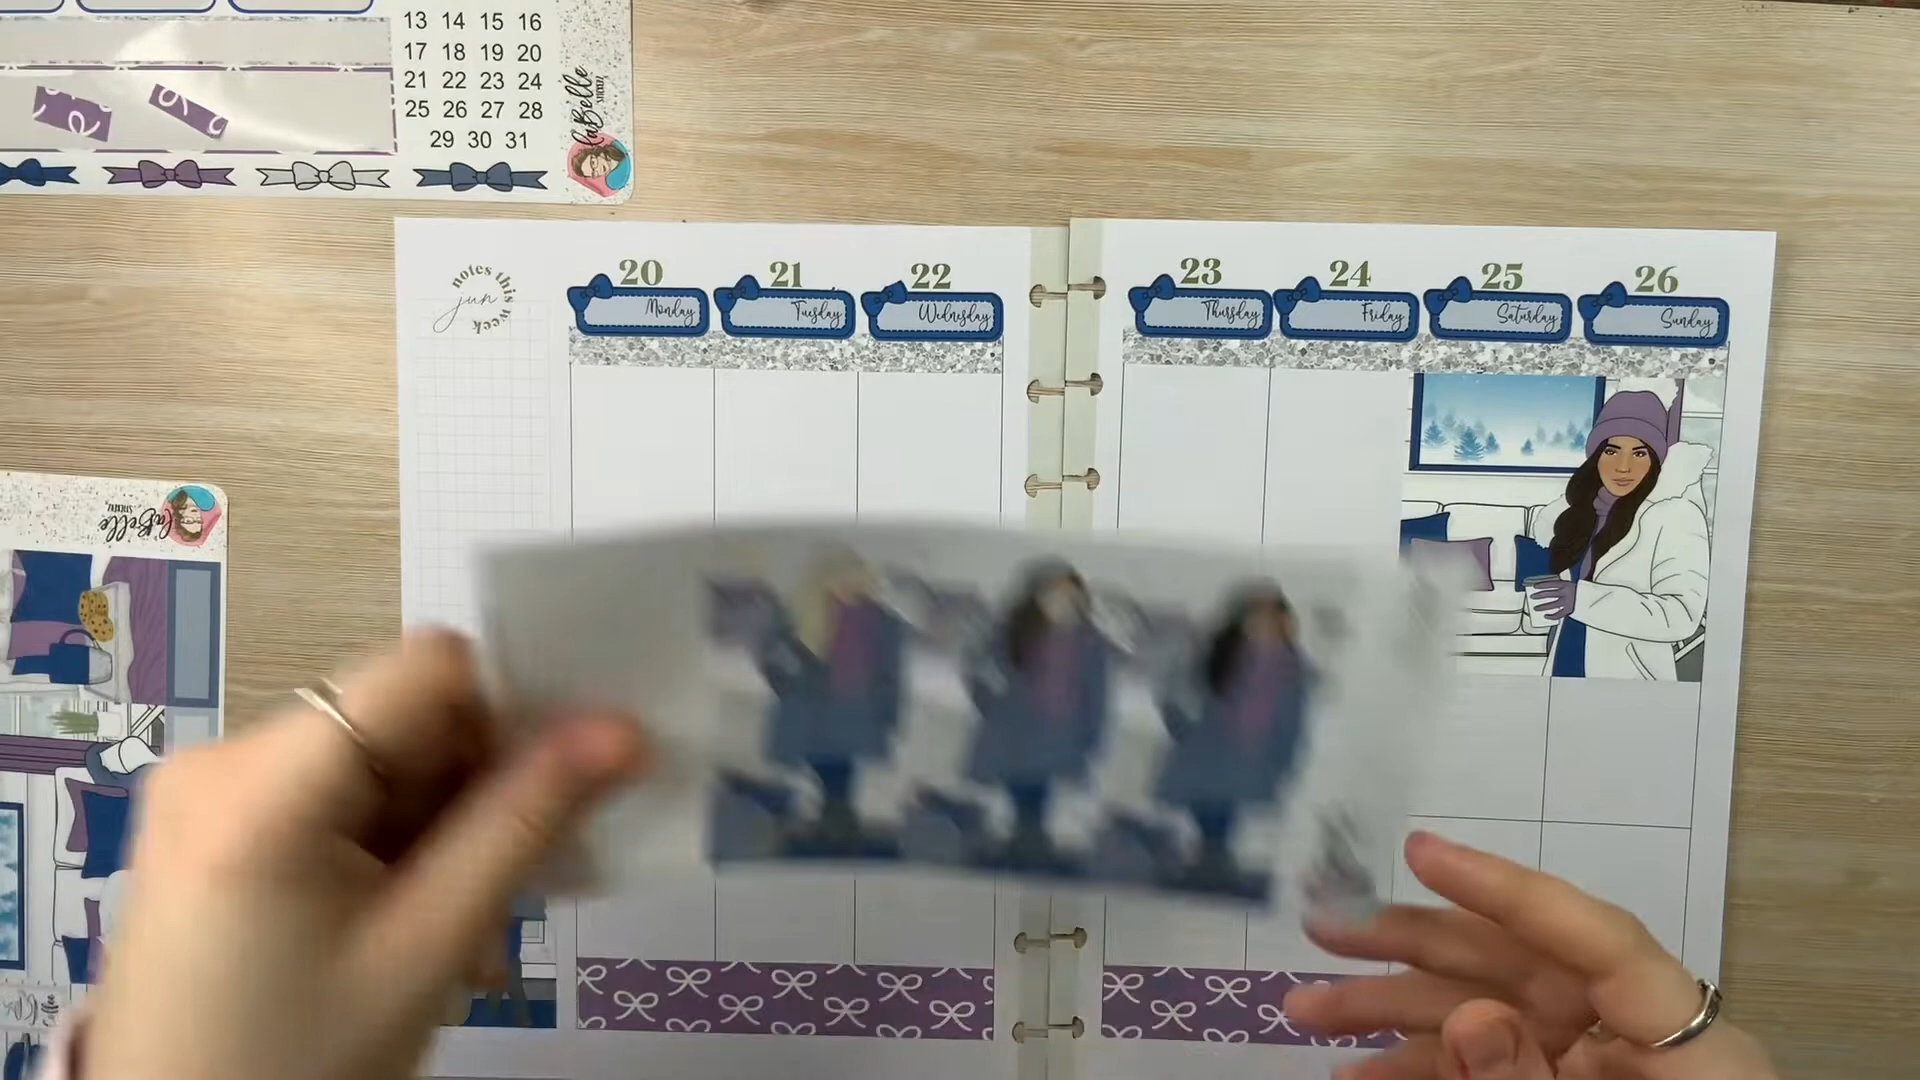 13 14 15 16
17 18 19 20
21 22 23 24
25 26 27 28
29 30 31
laBelle
20 21 22 23 24 25 26
Monday Tuesday Wednesday Thursday Friday Saturday Sunday
notes this week
jun
laBelle